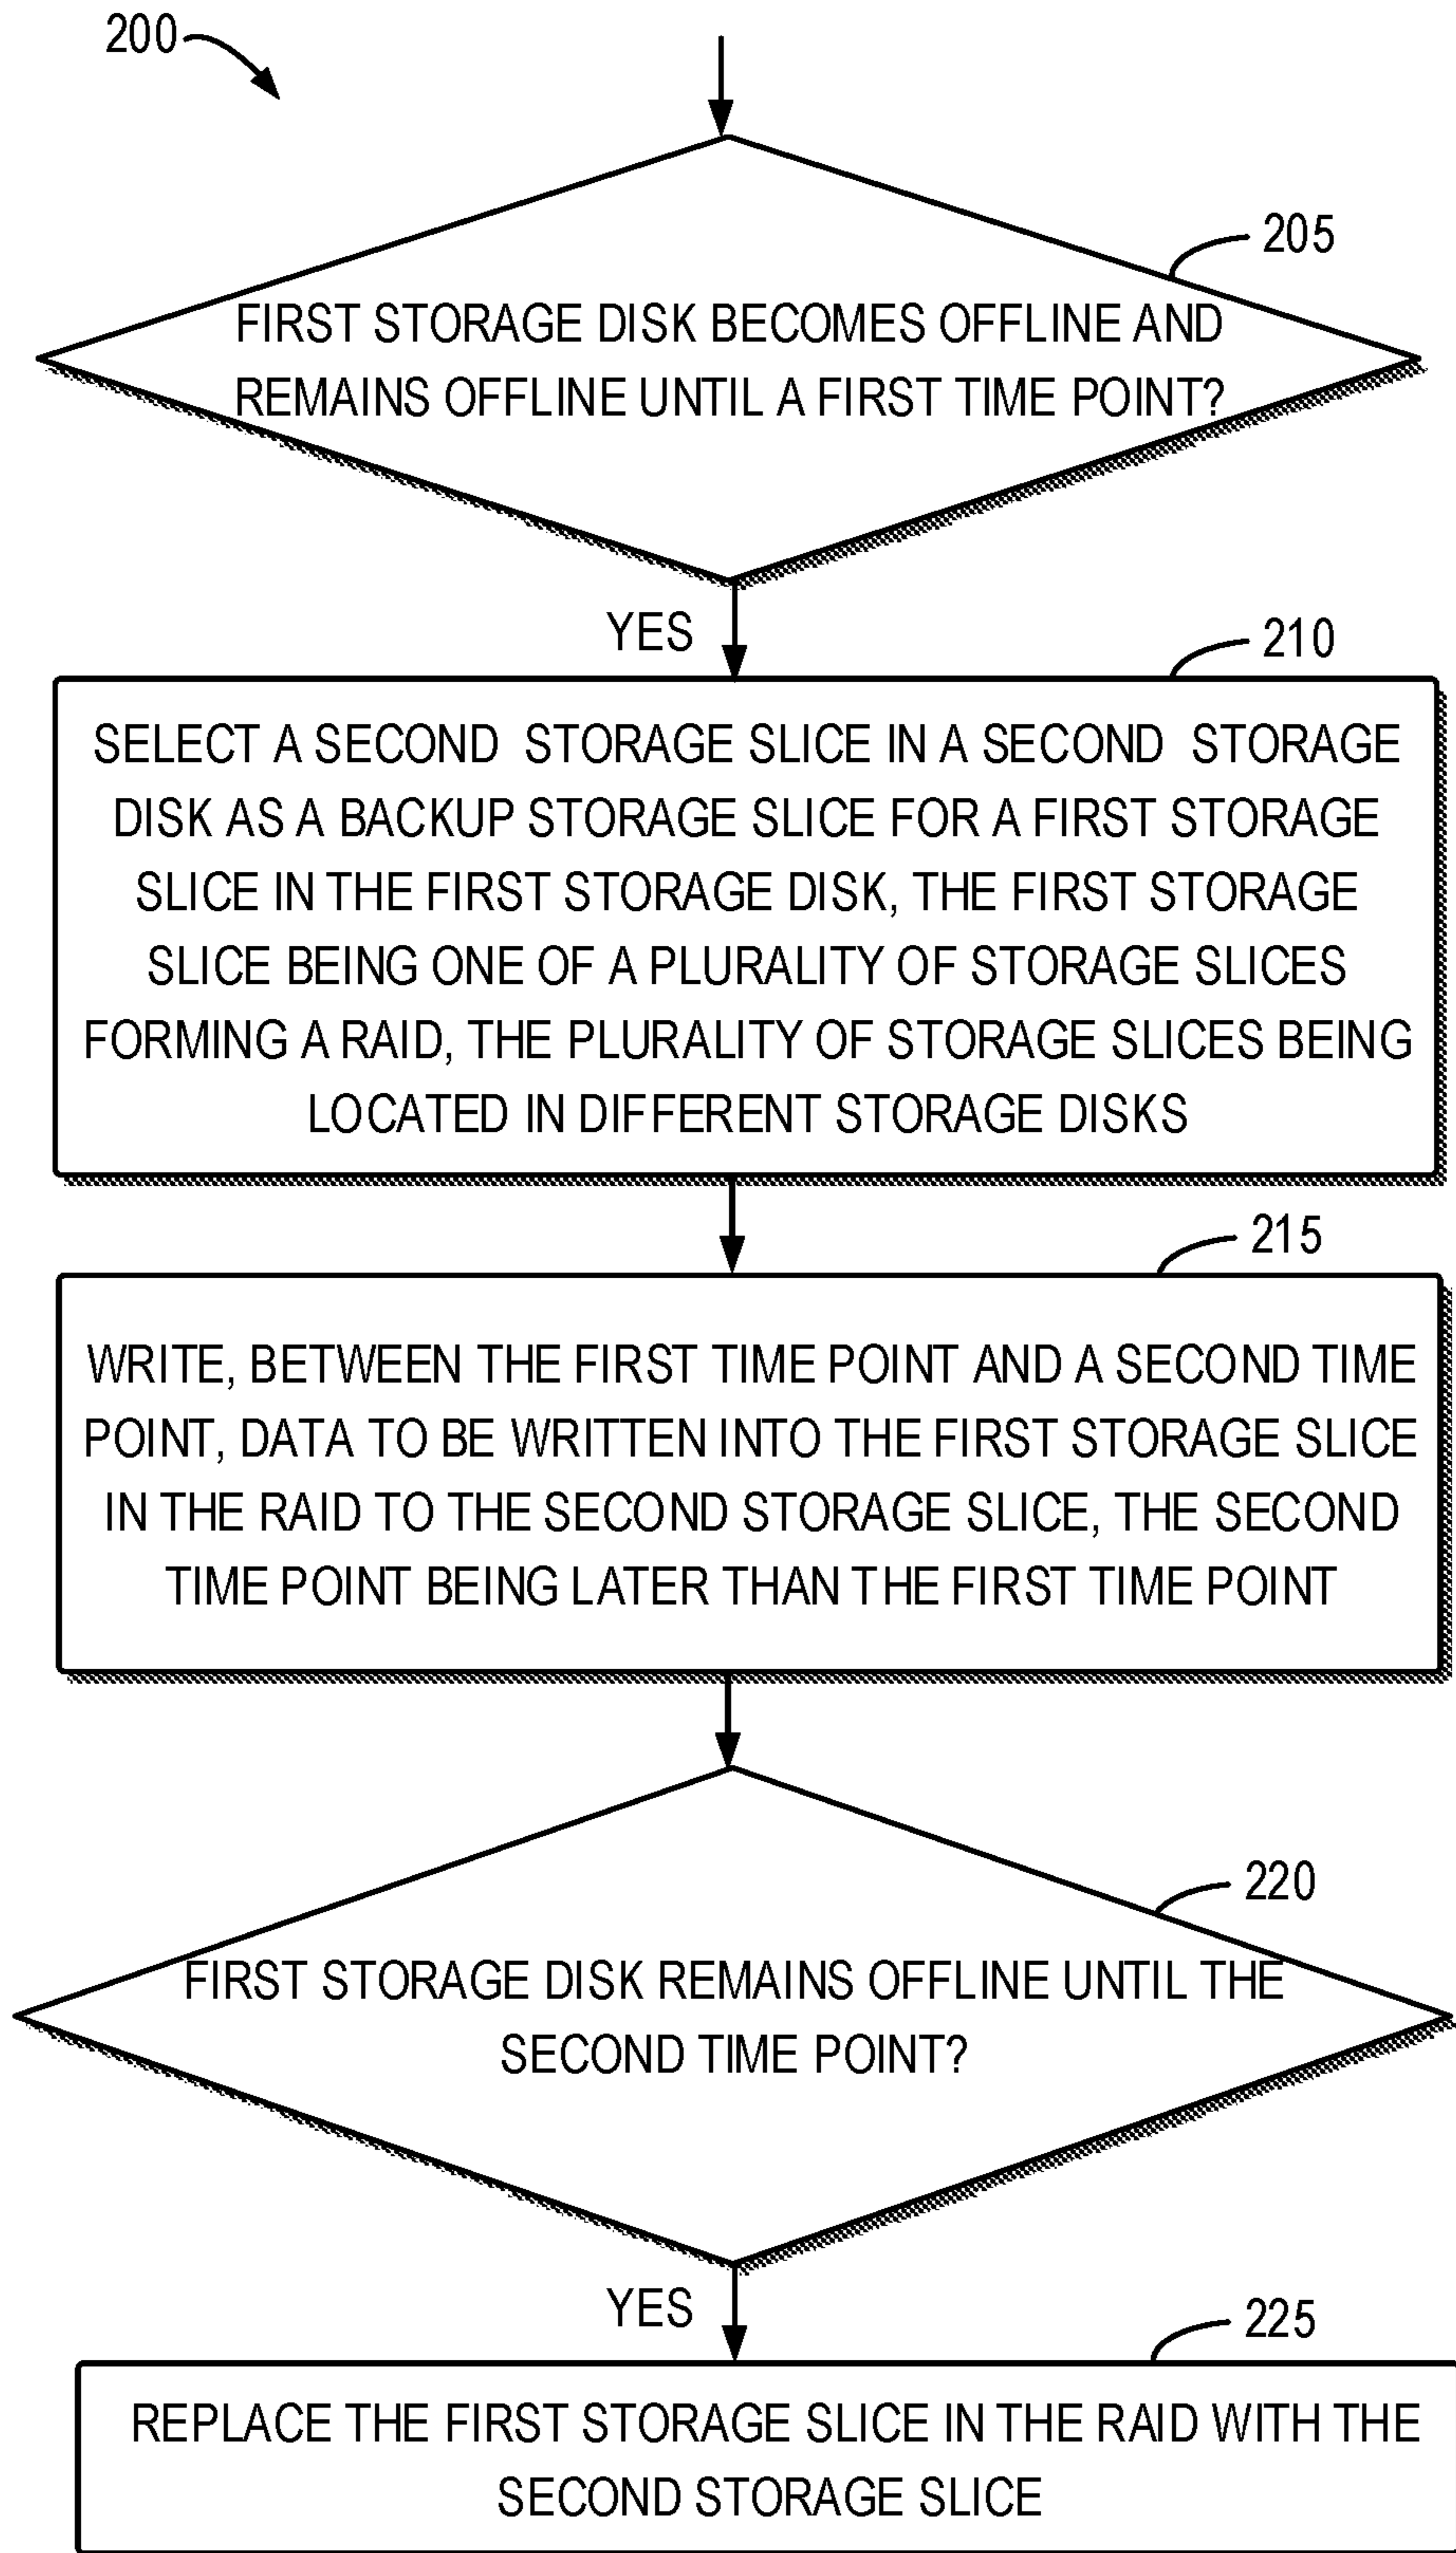 200
205
FIRST STORAGE DISK BECOMES OFFLINE AND
REMAINS OFFLINE UNTIL A FIRST TIME POINT?
YES
210
SELECT A SECOND STORAGE SLICE IN A SECOND STORAGE
DISK AS A BACKUP STORAGE SLICE FOR A FIRST STORAGE
SLICE IN THE FIRST STORAGE DISK, THE FIRST STORAGE
SLICE BEING ONE OF A PLURALITY OF STORAGE SLICES
FORMING A RAID, THE PLURALITY OF STORAGE SLICES BEING
LOCATED IN DIFFERENT STORAGE DISKS
215
WRITE, BETWEEN THE FIRST TIME POINT AND A SECOND TIME
POINT, DATA TO BE WRITTEN INTO THE FIRST STORAGE SLICE
IN THE RAID TO THE SECOND STORAGE SLICE, THE SECOND
TIME POINT BEING LATER THAN THE FIRST TIME POINT
220
FIRST STORAGE DISK REMAINS OFFLINE UNTIL THE
SECOND TIME POINT?
YES
225
REPLACE THE FIRST STORAGE SLICE IN THE RAID WITH THE
SECOND STORAGE SLICE